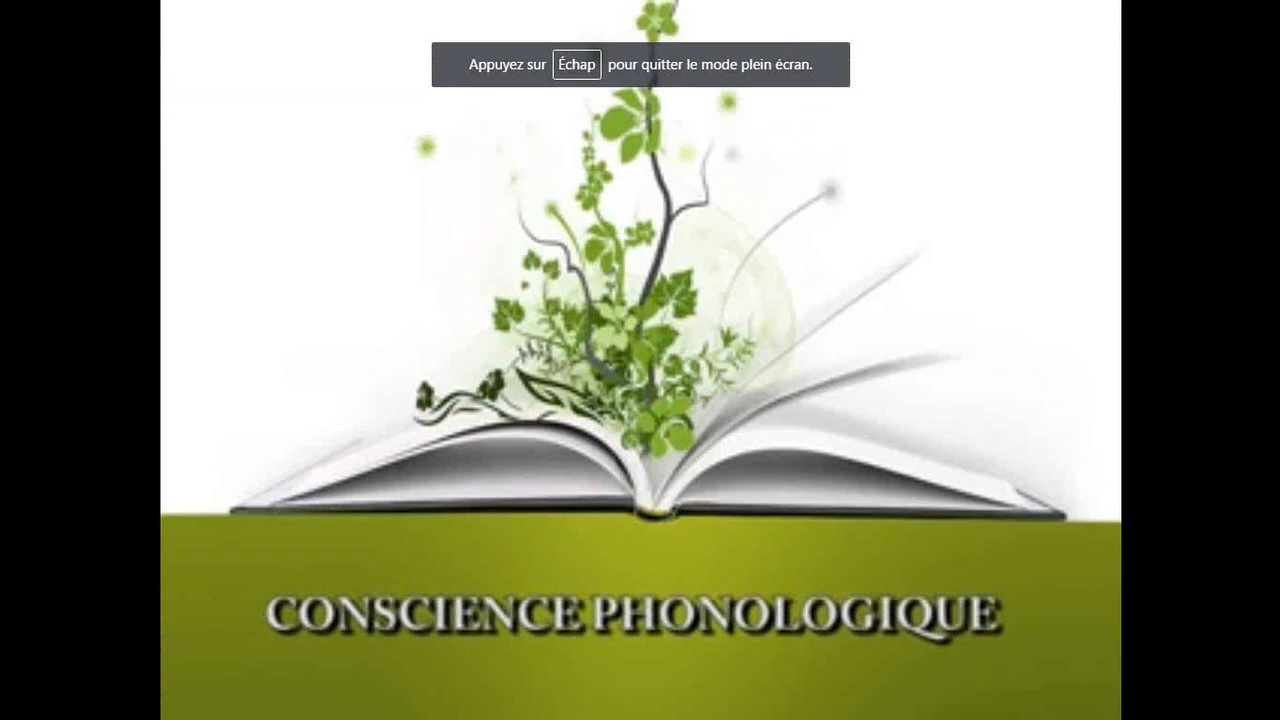 Appuyez sur Échap pour quitter le mode plein écran.
CONSCIENCE PHONOLOGIQUE